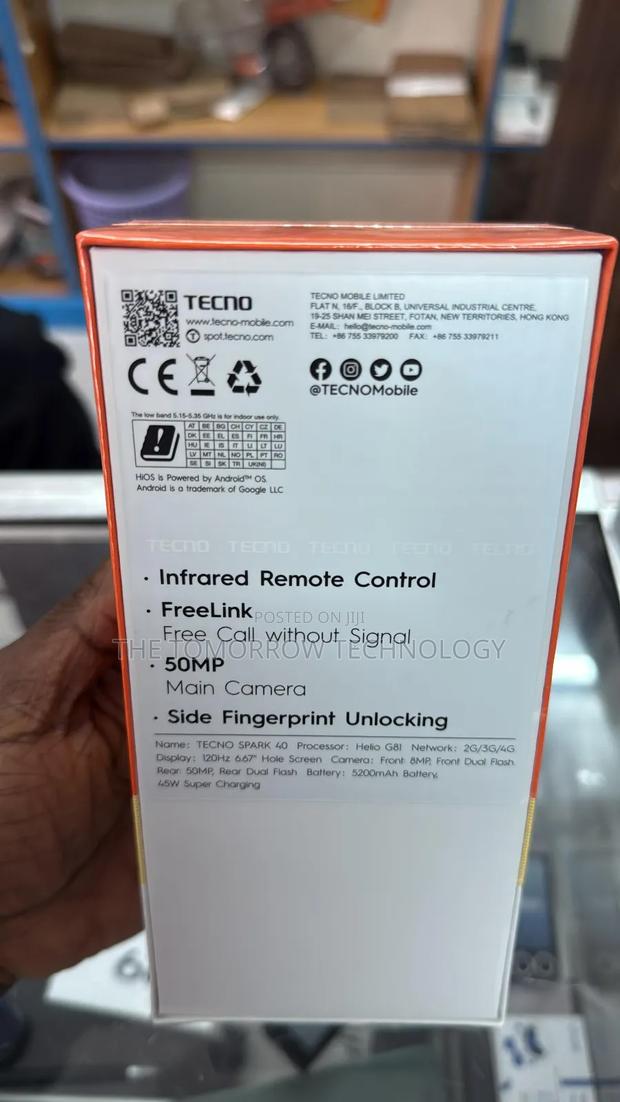 TECNO
www.tecno-mobile.com
spot.tecno.com
TECNO MOBILE LIMITED
FLAT N, 16/F., BLOCK B, UNIVERSAL INDUSTRIAL CENTRE,
19-25 SHAN MEI STREET, FOTAN, NEW TERRITORIES, HONG KONG
E-MAIL: hello@tecno-mobile.com
TEL: +86 755 33979200 FAX: +86 755 33979211
CE
@TECNOMobile
The low band 5.15-5.35 GHz is for indoor use only.
AT BE BG CH CY CZ DE
DK EE EL ES FI FR HR
HU IE IS IT LI LT LU
LV MT NL NO PL PT RO
SE SI SK TR UK(NI)
HiOS is Powered by Android™ OS.
Android is a trademark of Google LLC
TECNO TECNO TECNO TECNO TECNO
· Infrared Remote Control
· FreeLink
Free Call without Signal
· 50MP
Main Camera
· Side Fingerprint Unlocking
Name: TECNO SPARK 40 Processor: Helio G81 Network: 2G/3G/4G
Display: 120Hz 6.67" Hole Screen Camera: Front: 8MP, Front Dual Flash.
Rear: 50MP, Rear Dual Flash Battery: 5200mAh Battery,
45W Super Charging
POSTED ON JIJI
THE TOMORROW TECHNOLOGY